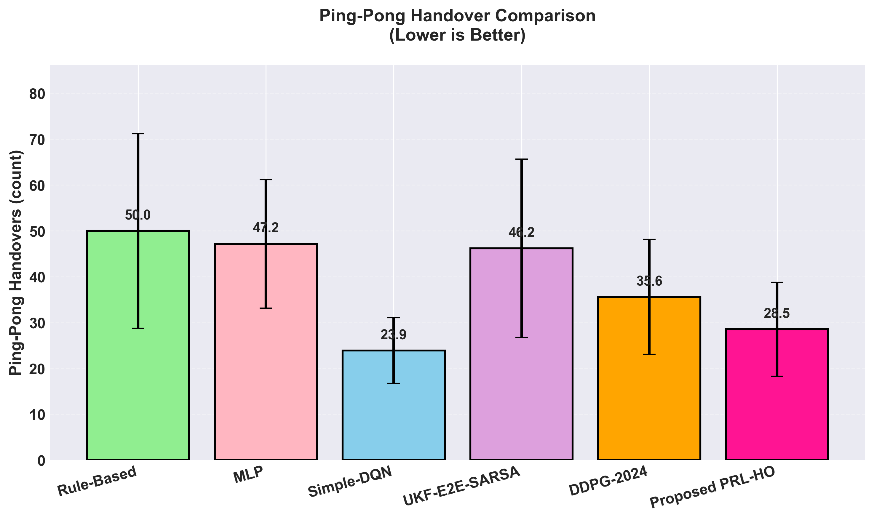 Ping-Pong Handover Comparison
(Lower is Better)
Ping-Pong Handovers (count)
80
70
60
50
40
30
20
10
0
50.0
47.2
23.9
46.2
35.6
28.5
Rule-Based
MLP
Simple-DQN
UKF-E2E-SARSA
DDPG-2024
Proposed PRL-HO